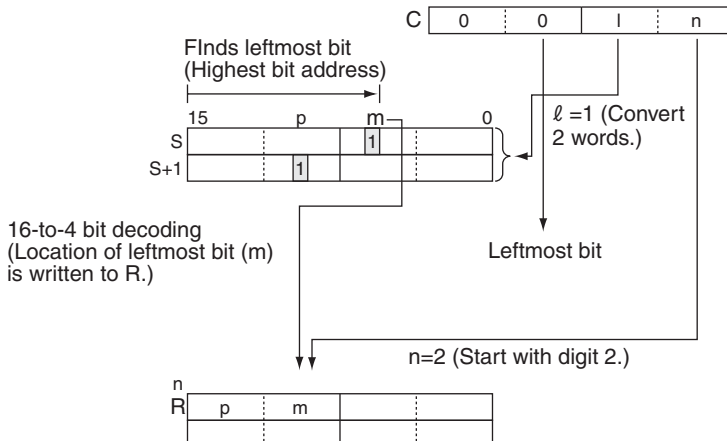 C 0 0 l n
FInds leftmost bit
(Highest bit address)
ℓ =1 (Convert
2 words.)
15 p m 0
S 1
S+1 1
16-to-4 bit decoding
(Location of leftmost bit (m)
is written to R.)
Leftmost bit
n=2 (Start with digit 2.)
n
R p m